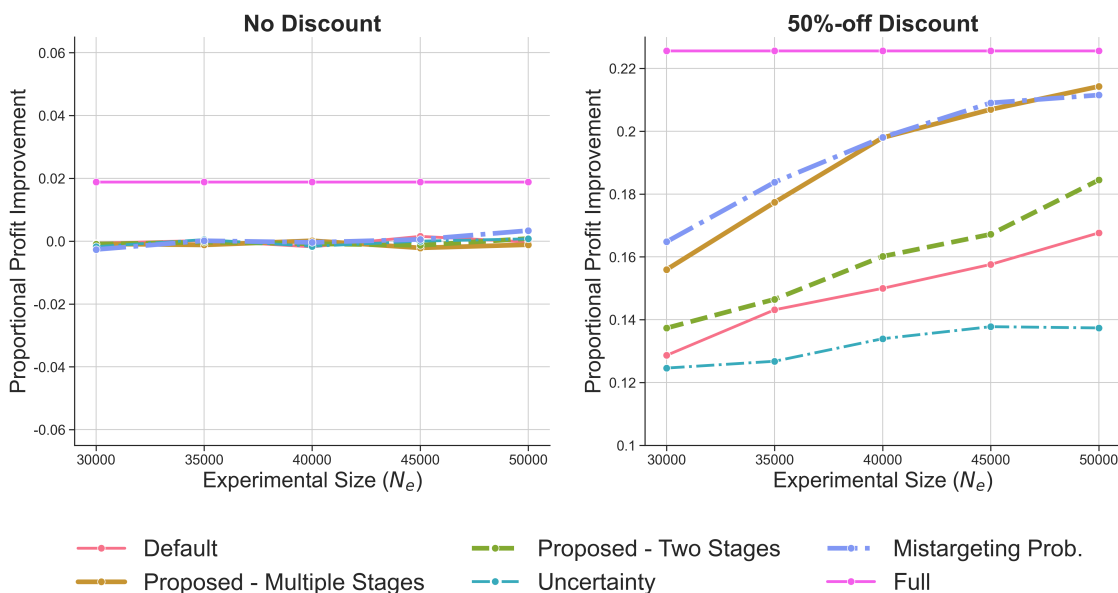 No Discount
50%-off Discount
Proportional Profit Improvement
0.06
0.04
0.02
0.0
-0.02
-0.04
-0.06
30000 35000 40000 45000 50000
Experimental Size (Nₑ)
Proportional Profit Improvement
0.22
0.2
0.18
0.16
0.14
0.12
0.1
30000 35000 40000 45000 50000
Experimental Size (Nₑ)
Default
Proposed - Two Stages
Mistargeting Prob.
Proposed - Multiple Stages
Uncertainty
Full